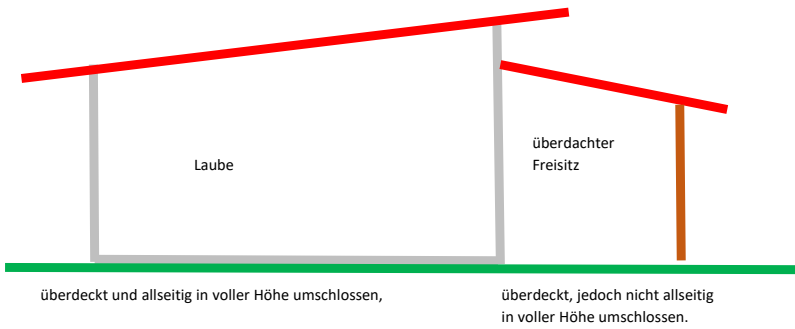 Laube
überdachter
Freisitz
überdeckt und allseitig in voller Höhe umschlossen,
überdeckt, jedoch nicht allseitig
in voller Höhe umschlossen.